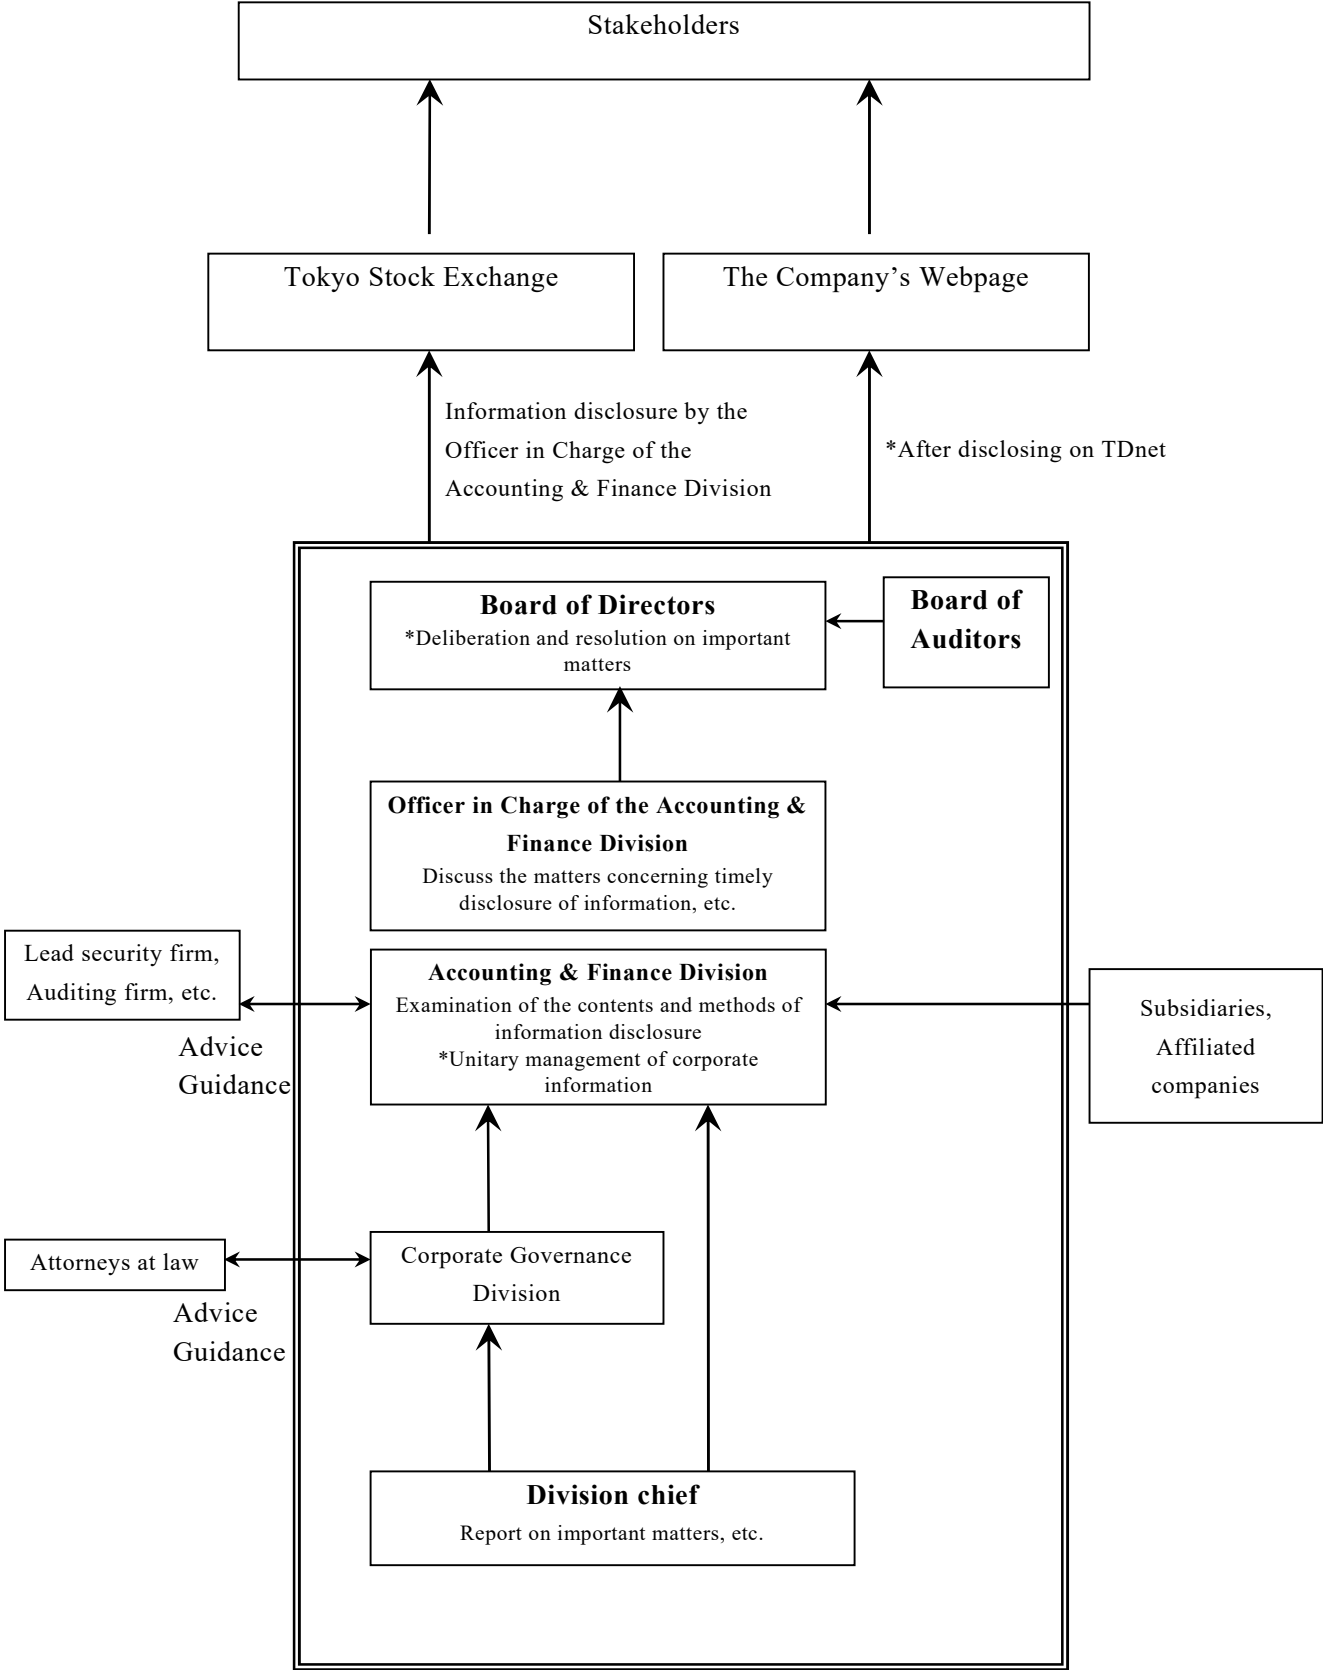 Stakeholders
Tokyo Stock Exchange
The Company’s Webpage
Information disclosure by the
Officer in Charge of the
Accounting & Finance Division
*After disclosing on TDnet
Board of Directors
*Deliberation and resolution on important
matters
Board of
Auditors
Officer in Charge of the Accounting &
Finance Division
Discuss the matters concerning timely
disclosure of information, etc.
Lead security firm,
Auditing firm, etc.
Advice
Guidance
Accounting & Finance Division
Examination of the contents and methods of
information disclosure
*Unitary management of corporate
information
Subsidiaries,
Affiliated
companies
Attorneys at law
Advice
Guidance
Corporate Governance
Division
Division chief
Report on important matters, etc.